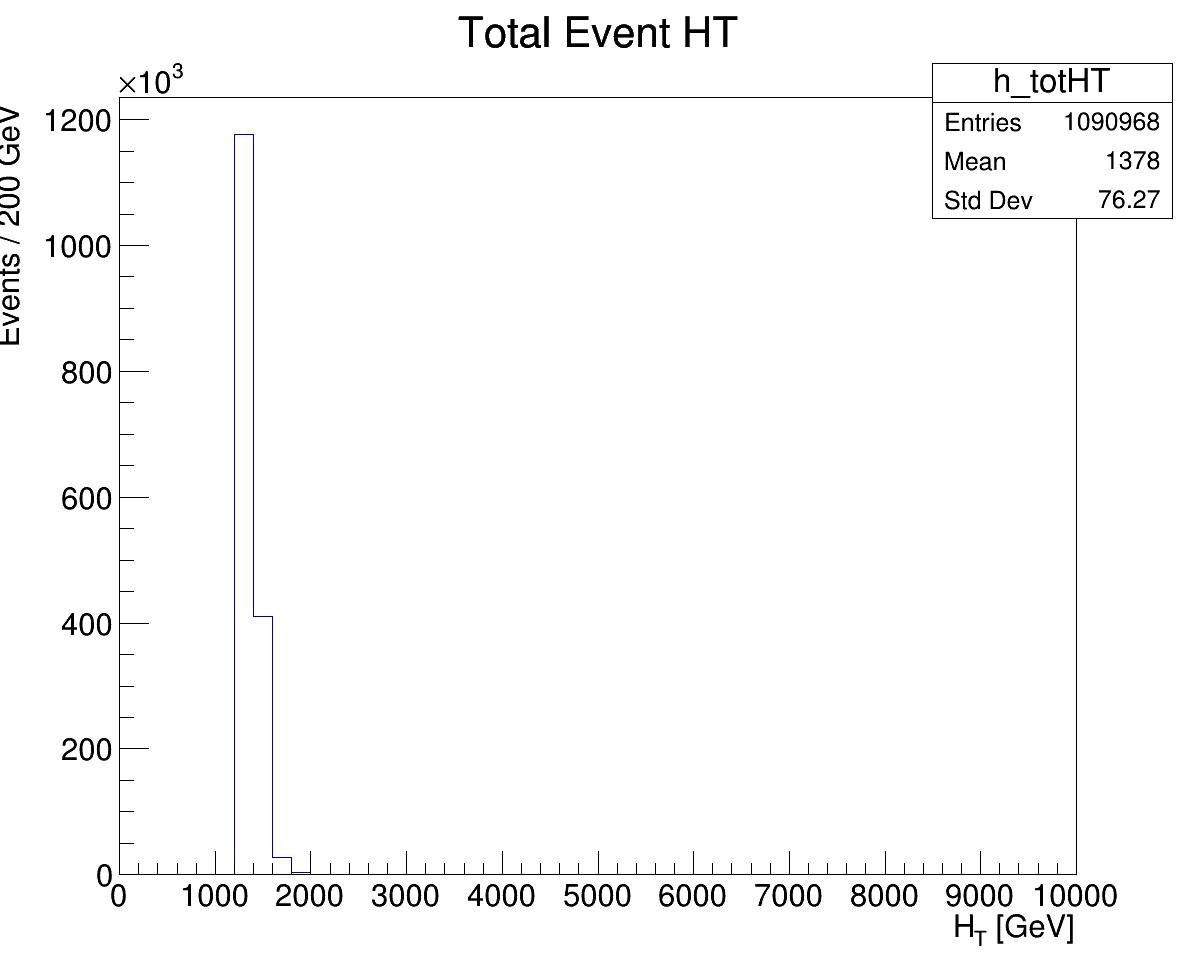 Total Event HT
×10³
h_totHT
Entries 1090968
Mean 1378
Std Dev 76.27
Events / 200 GeV
1200
1000
800
600
400
200
0
0 1000 2000 3000 4000 5000 6000 7000 8000 9000 10000
H_T [GeV]